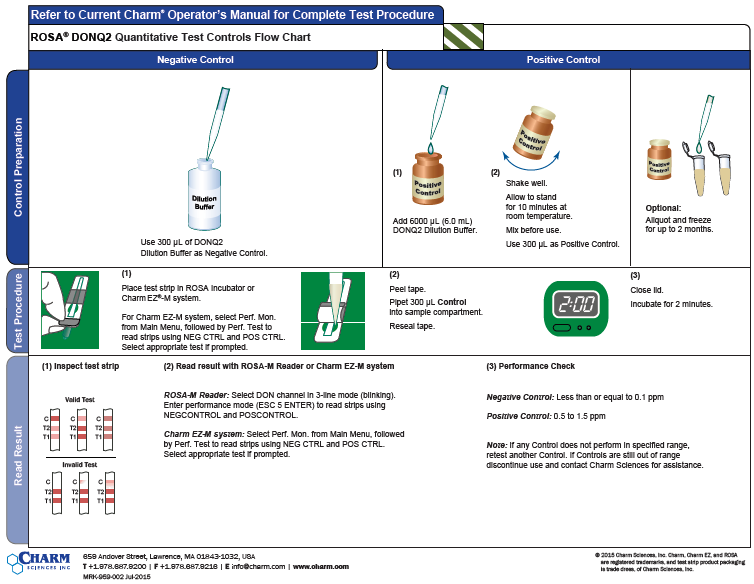 Refer to Current Charm® Operator's Manual for Complete Test Procedure
ROSA® DONQ2 Quantitative Test Controls Flow Chart
Negative Control
Positive Control
Control Preparation
Dilution
Buffer
Use 300 µL of DONQ2
Dilution Buffer as Negative Control.
(1)
Positive
Control
Add 6000 µL (6.0 mL)
DONQ2 Dilution Buffer.
(2)
Positive
Control
Shake well.
Allow to stand
for 10 minutes at
room temperature.
Mix before use.
Use 300 µL as Positive Control.
Positive
Control
Optional:
Aliquot and freeze
for up to 2 months.
Test Procedure
(1)
Place test strip in ROSA Incubator or
Charm EZ®-M system.
For Charm EZ-M system, select Perf. Mon.
from Main Menu, followed by Perf. Test to
read strips using NEG CTRL and POS CTRL.
Select appropriate test if prompted.
(2)
Peel tape.
Pipet 300 µL Control
into sample compartment.
Reseal tape.
2:00
(3)
Close lid.
Incubate for 2 minutes.
Read Result
(1) Inspect test strip
Valid Test
C C C
T2 T2 T2
T1 T1 T1
Invalid Test
C C C
T2 T2 T2
T1 T1 T1
(2) Read result with ROSA-M Reader or Charm EZ-M system
ROSA-M Reader: Select DON channel in 3-line mode (blinking).
Enter performance mode (ESC 5 ENTER) to read strips using
NEGCONTROL and POSCONTROL.
Charm EZ-M system: Select Perf. Mon. from Main Menu, followed
by Perf. Test to read strips using NEG CTRL and POS CTRL.
Select appropriate test if prompted.
(3) Performance Check
Negative Control: Less than or equal to 0.1 ppm
Positive Control: 0.5 to 1.5 ppm
Note: If any Control does not perform in specified range,
retest another Control. If Controls are still out of range
discontinue use and contact Charm Sciences for assistance.
CHARM
SCIENCES INC
659 Andover Street, Lawrence, MA 01843-1032, USA
T +1.978.687.9200 | F +1.978.687.9216 | E info@charm.com | www.charm.com
MRK-959-002 Jul-2015
© 2015 Charm Sciences, Inc. Charm, Charm EZ, and ROSA
are registered trademarks, and test strip product packaging
is trade dress, of Charm Sciences, Inc.